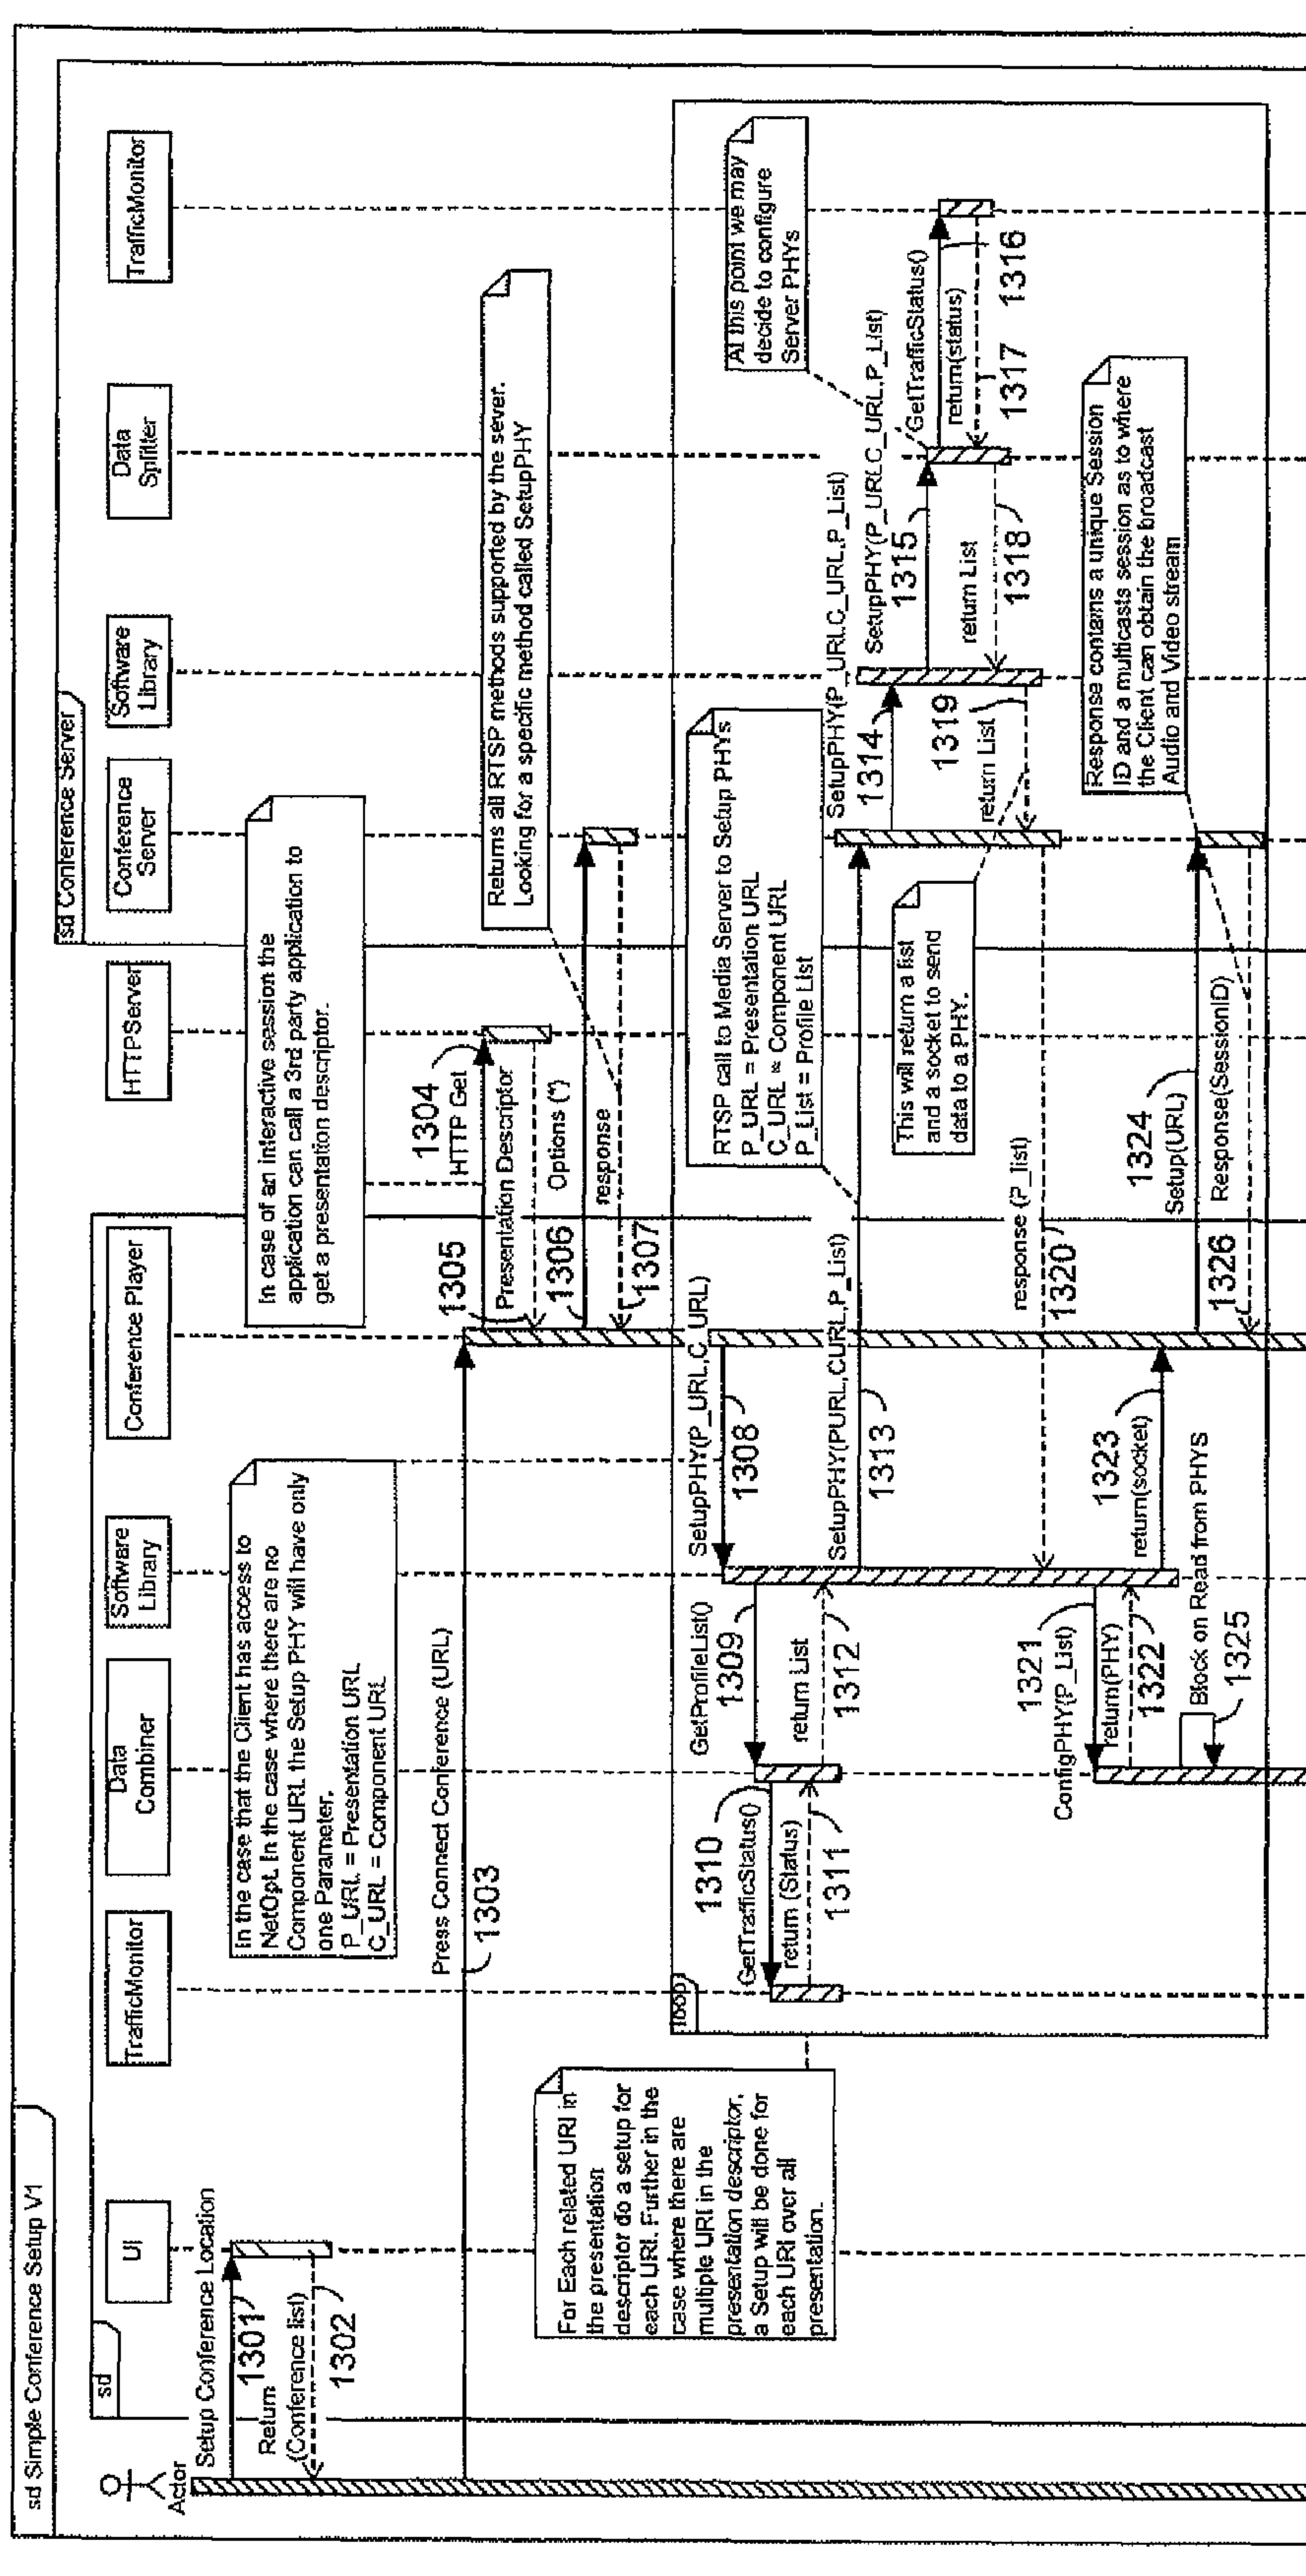 sd Simple Conference Setup V1
sd
sd Conference Server
Actor
UI
TrafficMonitor
Data
Combiner
Software
Library
Conference Player
HTTPServer
Conference
Server
Software
Library
Data
Splitter
TrafficMonitor
Setup Conference Location
1301
Return
(Conference list)
1302
In the case that the Client has access to
NetOpt. In the case where there are no
Component URL the Setup PHY will have only
one Parameter.
P_URL = Presentation URL
C_URL = Component URL
In case of an interactive session the
application can call a 3rd party application to
get a presentation descriptor.
Press Connect Conference (URL)
1303
1304
HTTP Get
1305
Presentation Descriptor
1306
Options (*)
response
1307
Returns all RTSP methods supported by the sever.
Looking for a specific method called SetupPHY
For Each related URI in
the presentation
descriptor do a setup for
each URI. Further in the
case where there are
multiple URI in the
presentation descriptor,
a Setup will be done for
each URI over all
presentation.
loop
SetupPHY(P_URL,C_URL)
1308
GetProfileList()
1309
GetTrafficStatus()
1310
return (Status)
1311
return List
1312
RTSP call to Media Server to Setup PHYs
P_URL = Presentation URL
C_URL = Component URL
P_List = Profile List
SetupPHY(PURL,CURL,P_List)
1313
SetupPHY(P_URLC_URL,P_List)
1314
SetupPHY(P_URLC_URL,P_List)
1315
At this point we may
decide to configure
Server PHYs
GetTrafficStatus()
1316
return(status)
1317
return List
1318
1319
return List
This will return a list
and a socket to send
data to a PHY.
response (P_list)
1320
1321
ConfigPHY(P_List)
return(PHY)
1322
1323
return(socket)
1324
Setup(URL)
Block on Read from PHYS
1325
Response(SessionID)
1326
Response contains a unique Session
ID and a multicasts session as to where
the Client can obtain the broadcast
Audio and Video stream